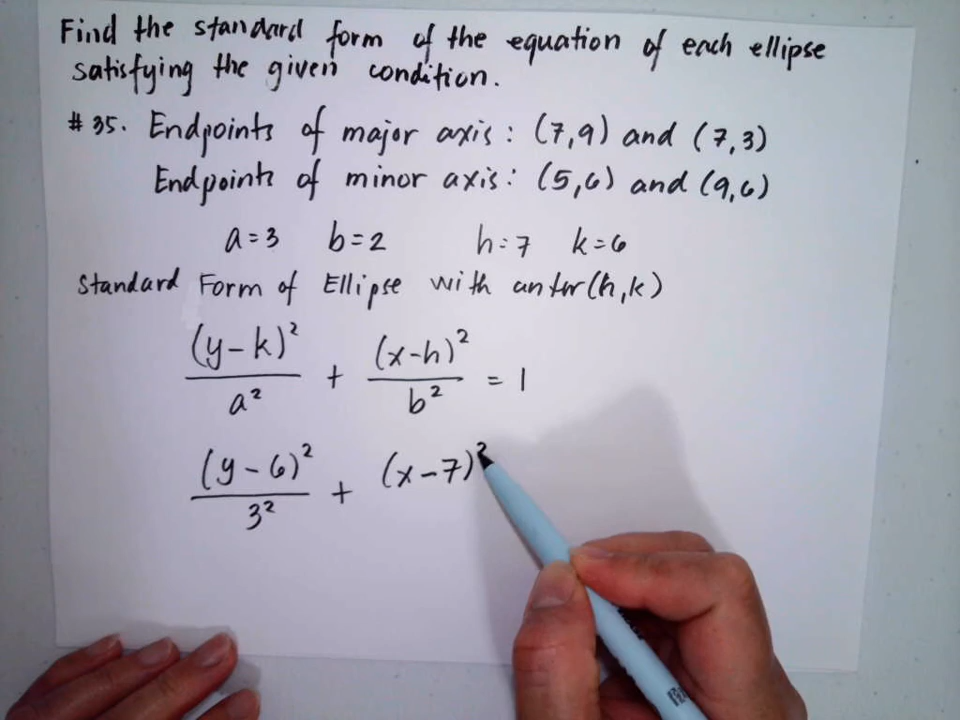 Find the standard form of the equation of each ellipse
satisfying the given condition.
#35. Endpoints of major axis: (7,9) and (7,3)
Endpoints of minor axis: (5,6) and (9,6)
a=3 b=2 h=7 k=6
Standard Form of Ellipse with center (h,k)
(y-k)²/a² + (x-h)²/b² = 1
(y-6)²/3² + (x-7)²